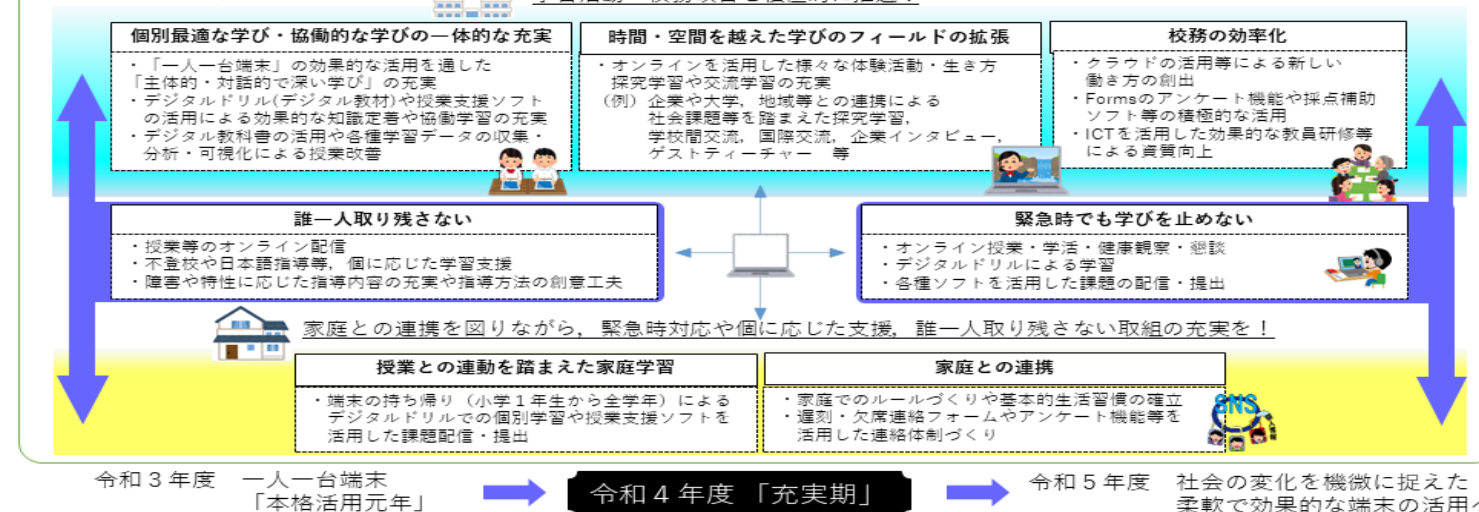 個別最適な学び・協働的な学びの一体的な充実
・「一人一台端末」の効果的な活用を通した
「主体的・対話的で深い学び」の充実
・デジタルドリル(デジタル教材)や授業支援ソフト
の活用による効果的な知識定着や協働学習の充実
・デジタル教科書の活用や各種学習データの収集・
分析・可視化による授業改善
時間・空間を越えた学びのフィールドの拡張
・オンラインを活用した様々な体験活動・生き方
探究学習や交流学習の充実
（例）企業や大学，地域等との連携による
社会課題等を踏まえた探究学習，
学校間交流，国際交流，企業インタビュー，
ゲストティーチャー　等
校務の効率化
・クラウドの活用等による新しい
働き方の創出
・Formsのアンケート機能や採点補助
ソフト等の積極的な活用
・ICTを活用した効果的な教員研修等
による資質向上
誰一人取り残さない
・授業等のオンライン配信
・不登校や日本語指導等，個に応じた学習支援
・障害や特性に応じた指導内容の充実や指導方法の創意工夫
緊急時でも学びを止めない
・オンライン授業・学活・健康観察・懇談
・デジタルドリルによる学習
・各種ソフトを活用した課題の配信・提出
家庭との連携を図りながら，緊急時対応や個に応じた支援，誰一人取り残さない取組の充実を！
授業との連動を踏まえた家庭学習
・端末の持ち帰り（小学１年生から全学年）による
デジタルドリルでの個別学習や授業支援ソフトを
活用した課題配信・提出
家庭との連携
・家庭でのルールづくりや基本的生活習慣の確立
・遅刻・欠席連絡フォームやアンケート機能等を
活用した連絡体制づくり
SNS
令和３年度　一人一台端末
「本格活用元年」
令和４年度「充実期」
令和５年度　社会の変化を機微に捉えた
柔軟で効果的な端末の活用